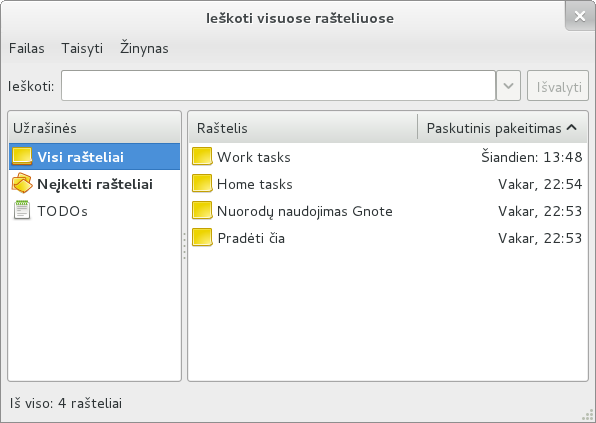 Ieškoti visuose rašteliuose
Failas Taisyti Žinynas
Ieškoti: Išvalyti
Užrašinės
Visi rašteliai
Neįkelti rašteliai
TODOs
Raštelis Paskutinis pakeitimas
Work tasks Šiandien: 13:48
Home tasks Vakar, 22:54
Nuorodų naudojimas Gnote Vakar, 22:53
Pradėti čia Vakar, 22:53
Iš viso: 4 rašteliai